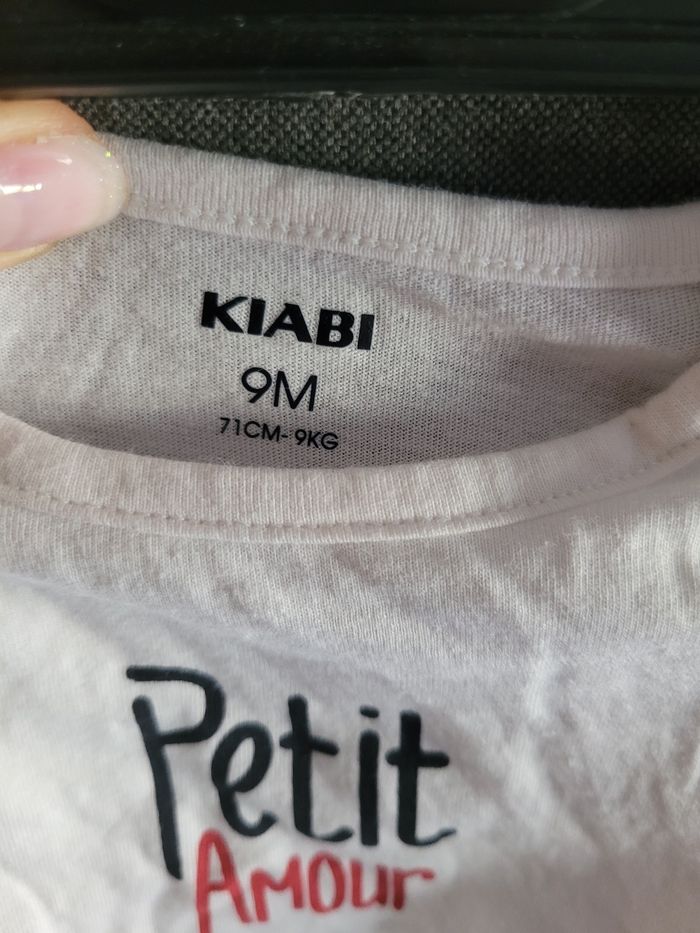 KIABI
9M
71CM- 9KG
Petit
AMOUr